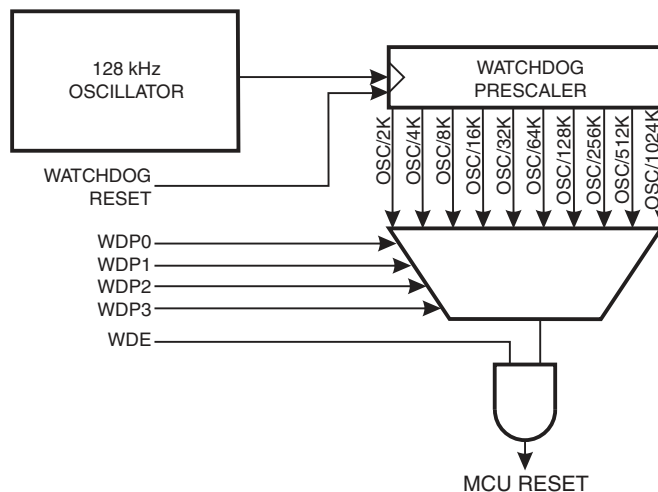 128 kHz
OSCILLATOR
WATCHDOG
PRESCALER
OSC/2K
OSC/4K
OSC/8K
OSC/16K
OSC/32K
OSC/64K
OSC/128K
OSC/256K
OSC/512K
OSC/1024K
WATCHDOG
RESET
WDP0
WDP1
WDP2
WDP3
WDE
MCU RESET